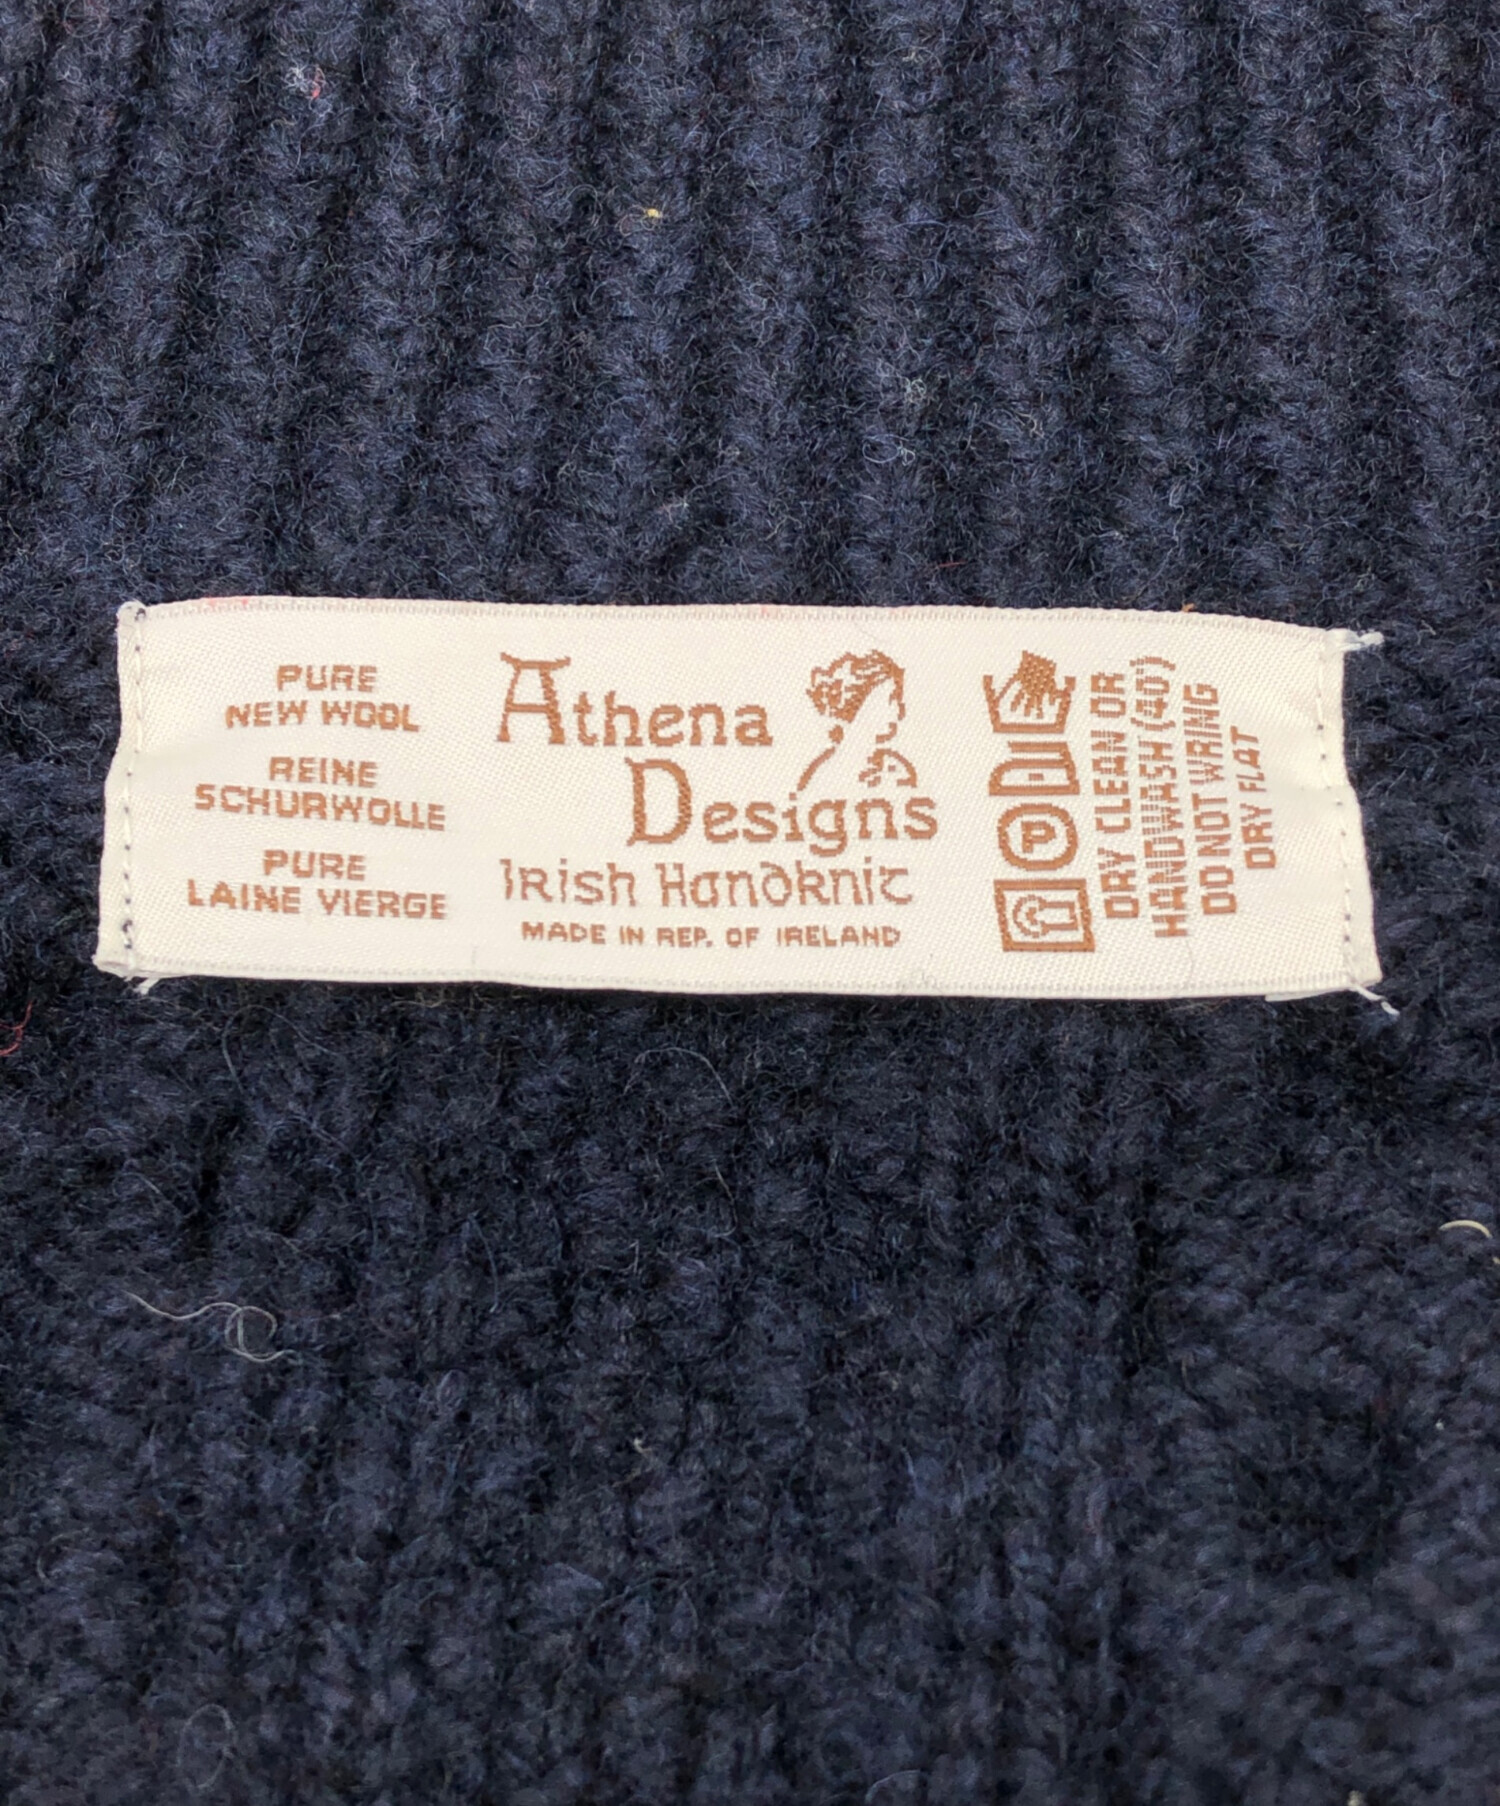 PURE
NEW WOOL
REINE
SCHURWOLLE
PURE
LAINE VIERGE
Athena
Designs
Irish Handknit
MADE IN REP. OF IRELAND
P
DRY CLEAN OR
HANDWASH (40°)
DO NOT WRING
DRY FLAT